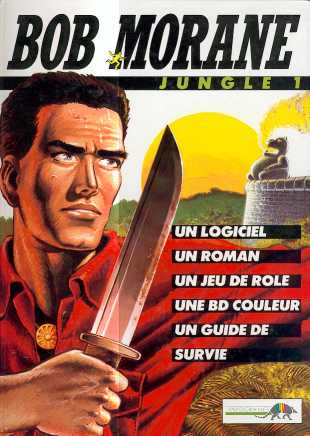 BOB MORANE
JUNGLE 1
UN LOGICIEL
UN ROMAN
UN JEU DE ROLE
UNE BD COULEUR
UN GUIDE DE
SURVIE